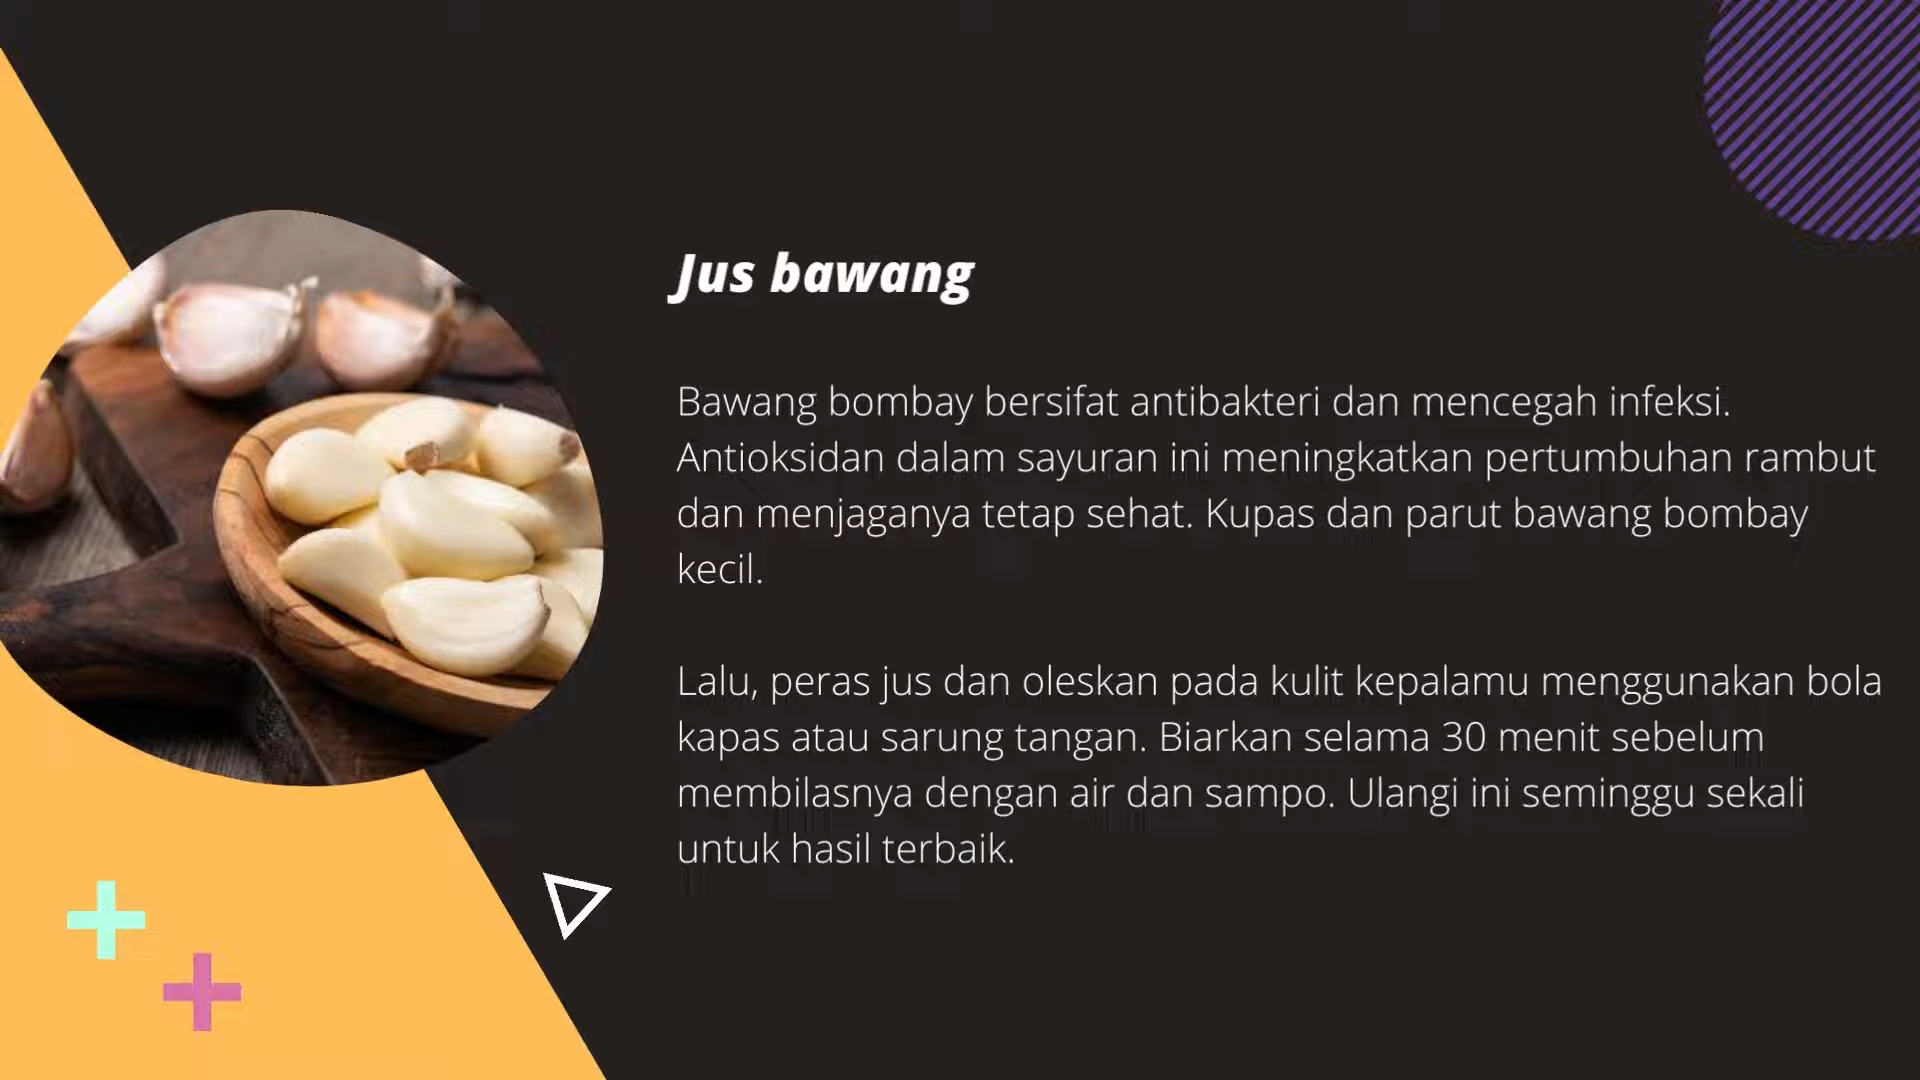 Jus bawang
Bawang bombay bersifat antibakteri dan mencegah infeksi.
Antioksidan dalam sayuran ini meningkatkan pertumbuhan rambut
dan menjaganya tetap sehat. Kupas dan parut bawang bombay
kecil.
Lalu, peras jus dan oleskan pada kulit kepalamu menggunakan bola
kapas atau sarung tangan. Biarkan selama 30 menit sebelum
membilasnya dengan air dan sampo. Ulangi ini seminggu sekali
untuk hasil terbaik.